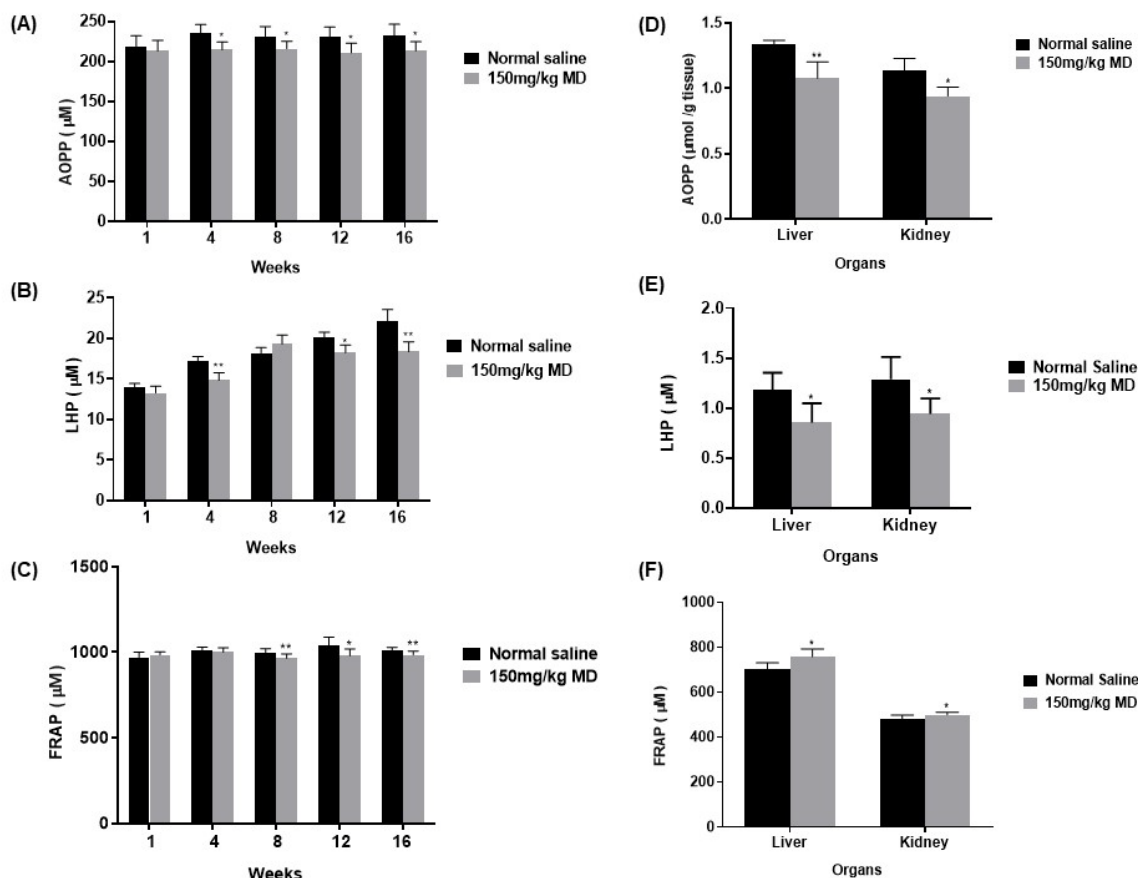 (A)
AOPP ( μM)
250
200
150
100
50
0
* * * *
1 4 8 12 16
Weeks
Normal saline
150mg/kg MD
(D)
AOPP (μmol /g tissue)
1.5
1.0
0.5
0.0
** *
Liver Kidney
Organs
Normal saline
150mg/kg MD
(B)
LHP ( μM)
25
20
15
10
5
0
** * **
1 4 8 12 16
Weeks
Normal saline
150mg/kg MD
(E)
LHP ( μM)
2.0
1.5
1.0
0.5
0.0
* *
Liver Kidney
Organs
Normal Saline
150mg/kg MD
(C)
FRAP ( μM)
1500
1000
500
0
** * **
1 4 8 12 16
Weeks
Normal saline
150mg/kg MD
(F)
FRAP ( μM)
1000
800
600
400
200
0
* *
Liver Kidney
Organs
Normal Saline
150mg/kg MD